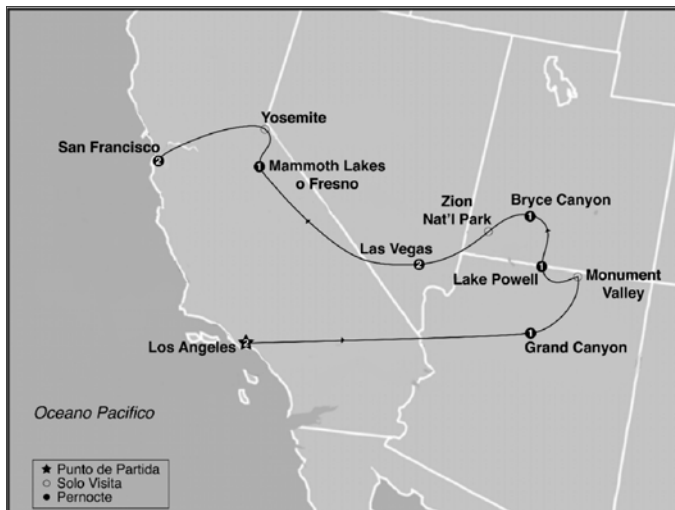 Yosemite
San Francisco
2
1
Mammoth Lakes
o Fresno
Zion
Nat'l Park
Bryce Canyon
1
Las Vegas
2
Lake Powell
1
Monument
Valley
Los Angeles
2
1
Grand Canyon
Oceano Pacifico
Punto de Partida
Solo Visita
Pernocte